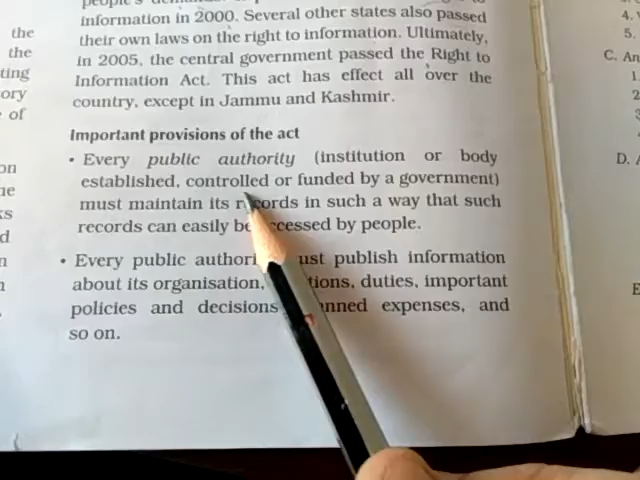 the
the
ting
ory
of
on
d
information in 2000. Several other states also passed
their own laws on the right to information. Ultimately,
in 2005, the central government passed the Right to
Information Act. This act has effect all over the
country, except in Jammu and Kashmir.
Important provisions of the act
• Every public authority (institution or body
established, controlled or funded by a government)
must maintain its records in such a way that such
records can easily be accessed by people.
• Every public authori ust publish information
about its organisation, tions, duties, important
policies and decisions nned expenses, and
so on.
4.
5.
C. An
1
2
D.
E